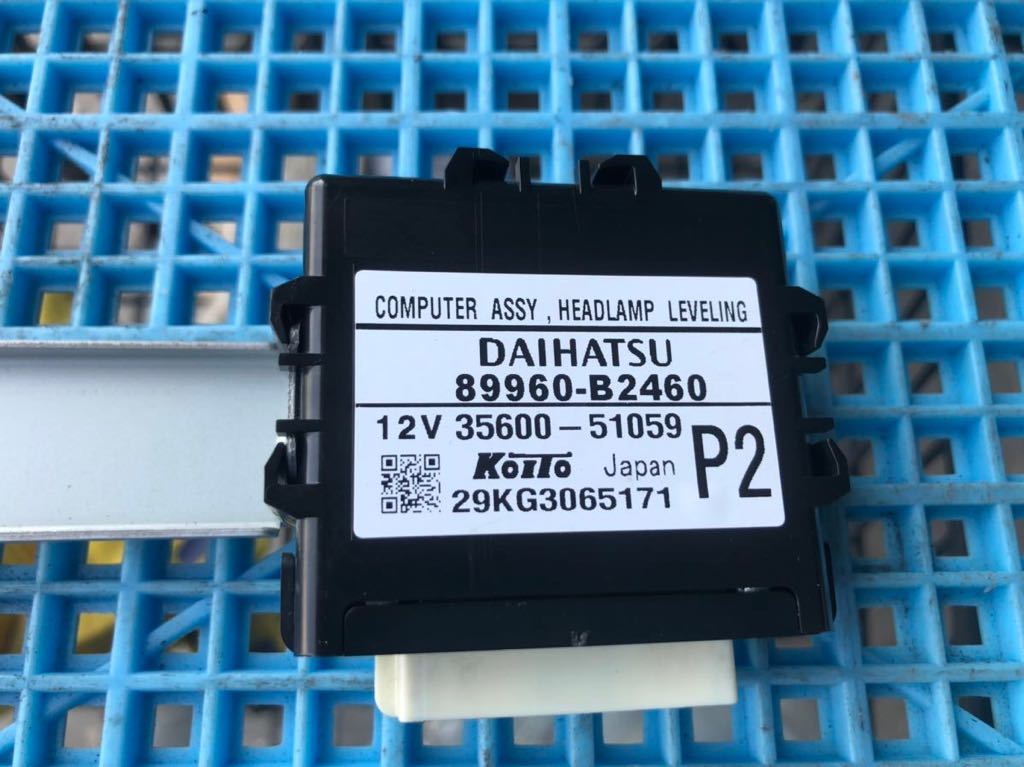 COMPUTER ASSY , HEADLAMP LEVELING
DAIHATSU
89960-B2460
12V 35600-51059
KOITO Japan P2
29KG3065171